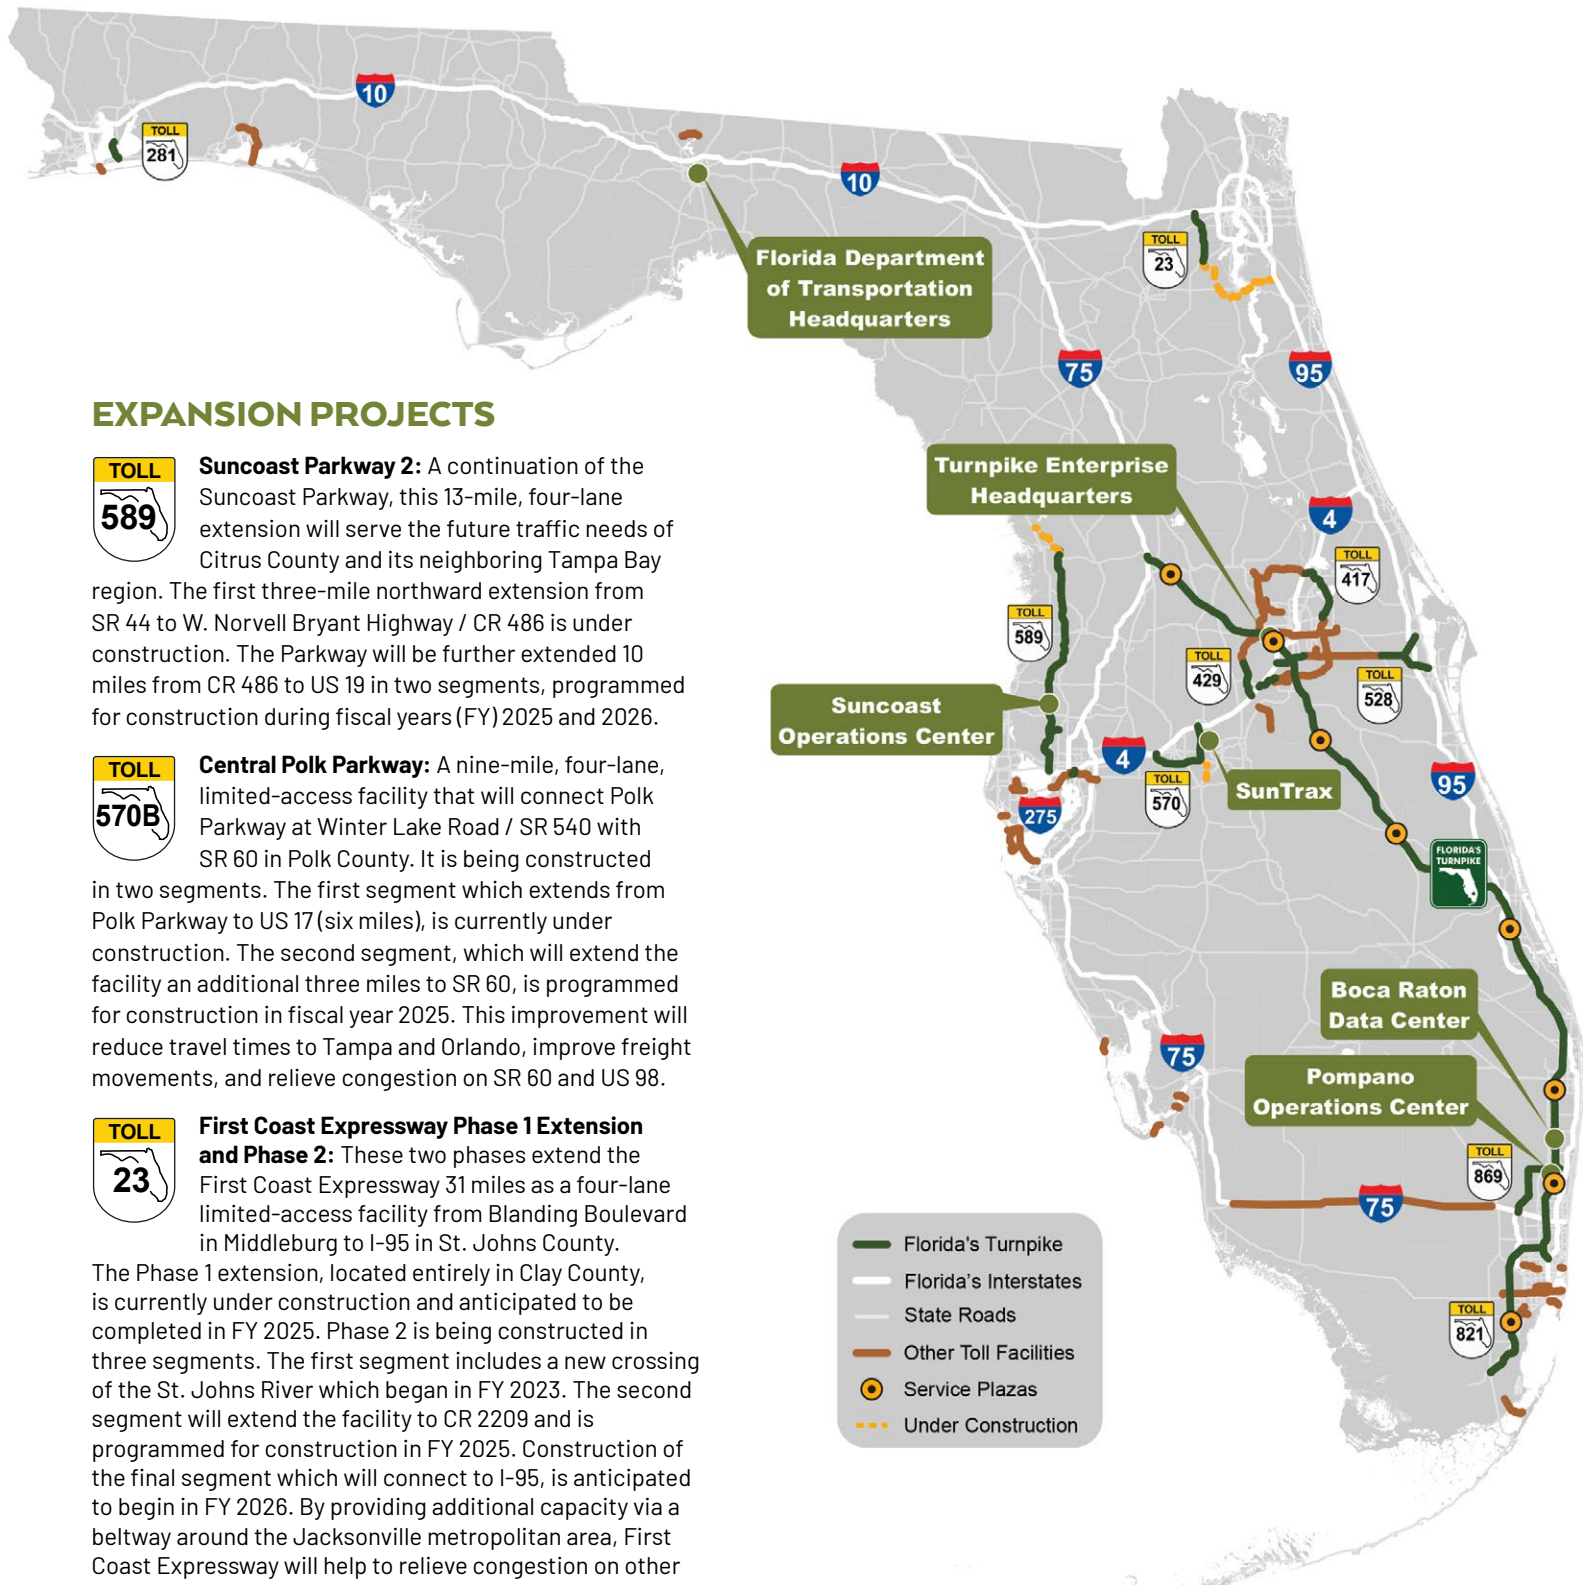 10
TOLL
281
10
Florida Department
of Transportation
Headquarters
TOLL
23
75
95
EXPANSION PROJECTS
TOLL
589
Suncoast Parkway 2: A continuation of the
Suncoast Parkway, this 13-mile, four-lane
extension will serve the future traffic needs of
Citrus County and its neighboring Tampa Bay
region. The first three-mile northward extension from
SR 44 to W. Norvell Bryant Highway / CR 486 is under
construction. The Parkway will be further extended 10
miles from CR 486 to US 19 in two segments, programmed
for construction during fiscal years (FY) 2025 and 2026.
TOLL
570B
Central Polk Parkway: A nine-mile, four-lane,
limited-access facility that will connect Polk
Parkway at Winter Lake Road / SR 540 with
SR 60 in Polk County. It is being constructed
in two segments. The first segment which extends from
Polk Parkway to US 17 (six miles), is currently under
construction. The second segment, which will extend the
facility an additional three miles to SR 60, is programmed
for construction in fiscal year 2025. This improvement will
reduce travel times to Tampa and Orlando, improve freight
movements, and relieve congestion on SR 60 and US 98.
TOLL
23
First Coast Expressway Phase 1 Extension
and Phase 2: These two phases extend the
First Coast Expressway 31 miles as a four-lane
limited-access facility from Blanding Boulevard
in Middleburg to I-95 in St. Johns County.
The Phase 1 extension, located entirely in Clay County,
is currently under construction and anticipated to be
completed in FY 2025. Phase 2 is being constructed in
three segments. The first segment includes a new crossing
of the St. Johns River which began in FY 2023. The second
segment will extend the facility to CR 2209 and is
programmed for construction in FY 2025. Construction of
the final segment which will connect to I-95, is anticipated
to begin in FY 2026. By providing additional capacity via a
beltway around the Jacksonville metropolitan area, First
Coast Expressway will help to relieve congestion on other
Turnpike Enterprise
Headquarters
4
TOLL
417
TOLL
589
TOLL
429
TOLL
528
Suncoast
Operations Center
4
TOLL
570
SunTrax
95
275
FLORIDA'S
TURNPIKE
Boca Raton
Data Center
75
Pompano
Operations Center
TOLL
869
75
TOLL
821
Florida's Turnpike
Florida's Interstates
State Roads
Other Toll Facilities
Service Plazas
Under Construction